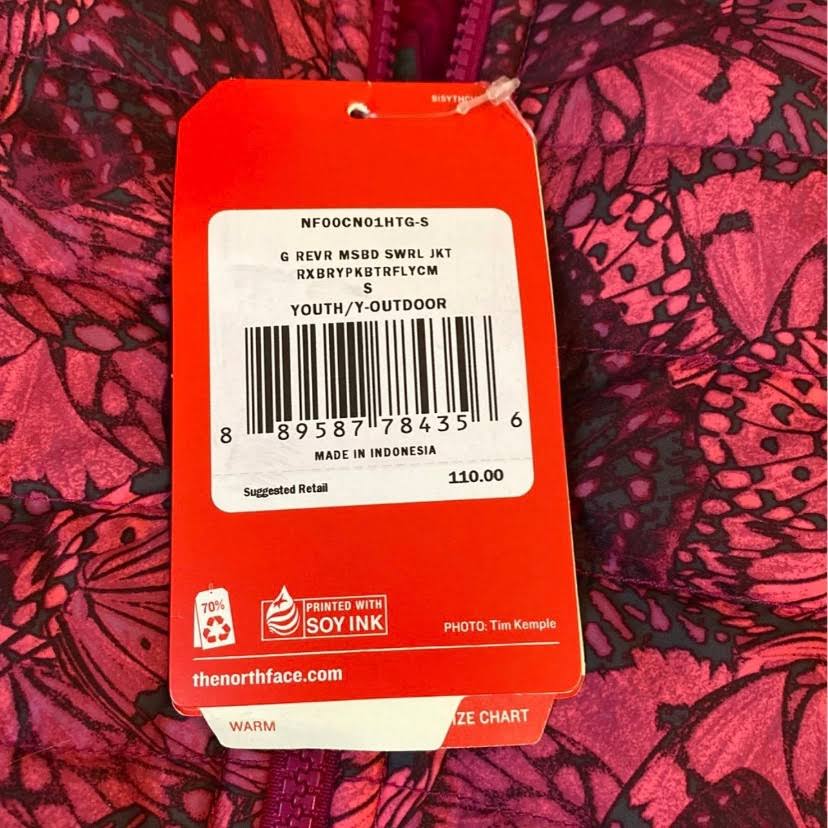 NF00CN01HTG-S
G REVR MSBD SWRL JKT
RXBRYPKBTRFLYCM
S
YOUTH/Y-OUTDOOR
8 89587 78435 6
MADE IN INDONESIA
Suggested Retail 110.00
70%
PRINTED WITH
SOY INK
PHOTO: Tim Kemple
thenorthface.com
WARM
CHART